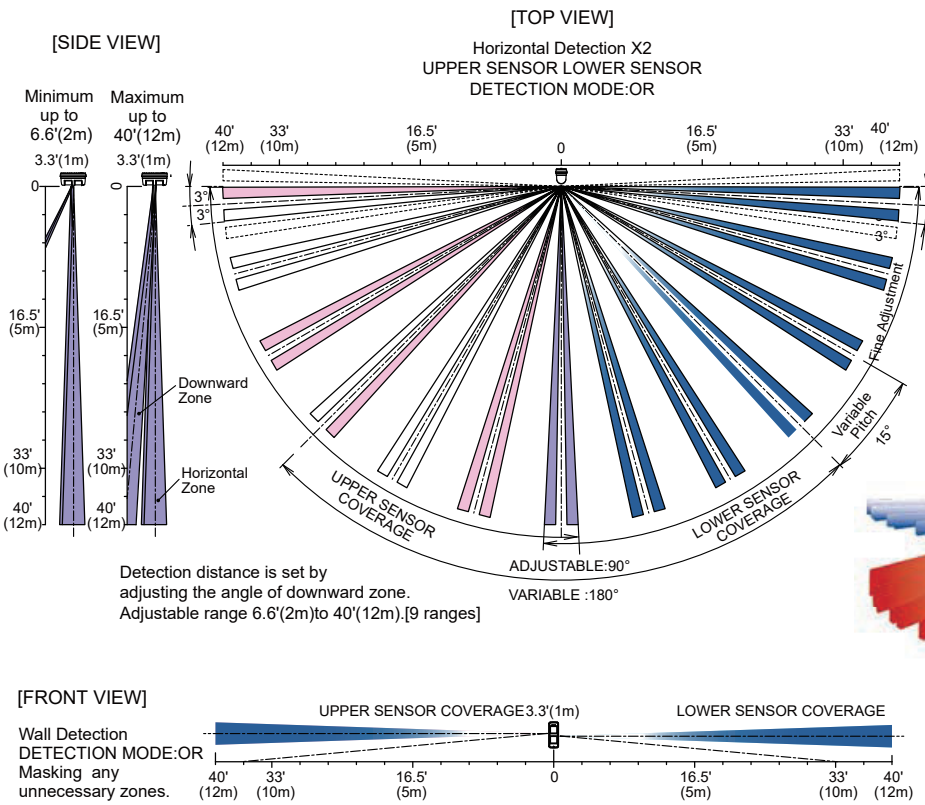 [SIDE VIEW]
Minimum
up to
6.6'(2m)
3.3'(1m)
Maximum
up to
40'(12m)
3.3'(1m)
0
16.5'
(5m)
33'
(10m)
40'
(12m)
0
16.5'
(5m)
33'
(10m)
40'
(12m)
Downward
Zone
Horizontal
Zone
Detection distance is set by
adjusting the angle of downward zone.
Adjustable range 6.6'(2m)to 40'(12m).[9 ranges]
[TOP VIEW]
Horizontal Detection X2
UPPER SENSOR LOWER SENSOR
DETECTION MODE:OR
40'
(12m)
33'
(10m)
16.5'
(5m)
0
16.5'
(5m)
33'
(10m)
40'
(12m)
3°
3°
3°
Fine Adjustment
Variable
Pitch
15°
UPPER SENSOR
COVERAGE
LOWER SENSOR
COVERAGE
ADJUSTABLE:90°
VARIABLE :180°
[FRONT VIEW]
Wall Detection
DETECTION MODE:OR
Masking any
unnecessary zones.
UPPER SENSOR COVERAGE
3.3'(1m)
LOWER SENSOR COVERAGE
40'
(12m)
33'
(10m)
16.5'
(5m)
0
16.5'
(5m)
33'
(10m)
40'
(12m)